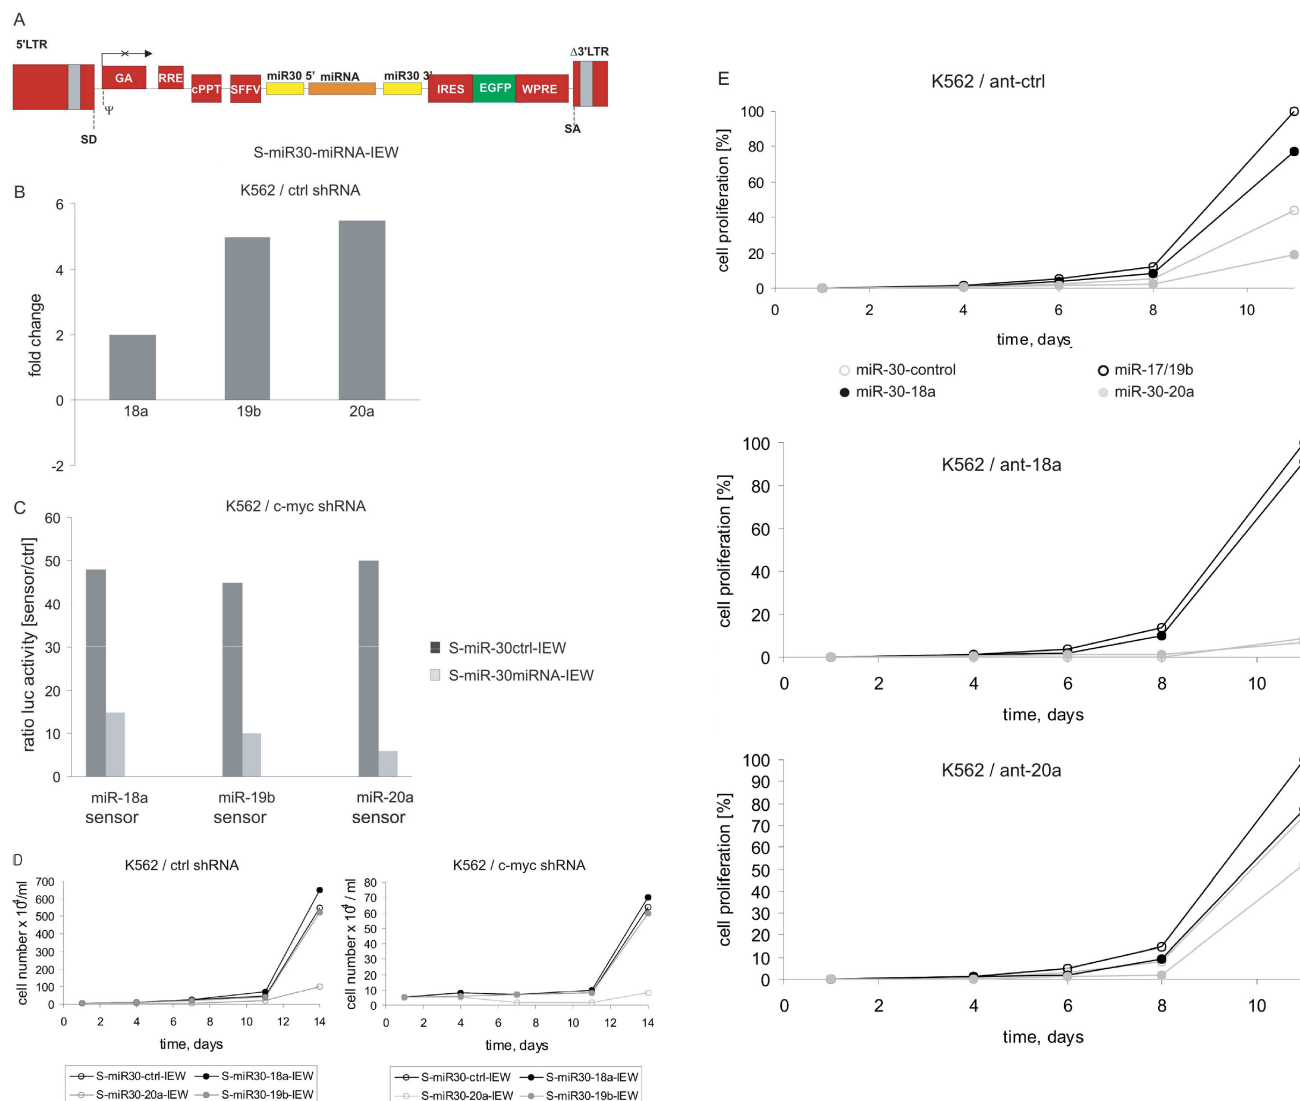 A
5'LTR
Δ3'LTR
GA
RRE
cPPT
SFFV
miR30 5'
miRNA
miR30 3'
IRES
EGFP
WPRE
Ψ
SD
SA
S-miR30-miRNA-IEW
B
K562 / ctrl shRNA
fold change
6
4
2
0
-2
18a
19b
20a
C
K562 / c-myc shRNA
ratio luc activity [sensor/ctrl]
60
50
40
30
20
10
0
miR-18a
sensor
miR-19b
sensor
miR-20a
sensor
S-miR-30ctrl-IEW
S-miR-30miRNA-IEW
D
K562 / ctrl shRNA
cell number x 10⁴/ml
700
600
500
400
300
200
100
0
0 2 4 6 8 10 12 14
time, days
S-miR30-ctrl-IEW
S-miR30-18a-IEW
S-miR30-20a-IEW
S-miR30-19b-IEW
K562 / c-myc shRNA
cell number x 10⁴ / ml
80
70
60
50
40
30
20
10
0
0 2 4 6 8 10 12 14
time, days
S-miR30-ctrl-IEW
S-miR30-18a-IEW
S-miR30-20a-IEW
S-miR30-19b-IEW
E
K562 / ant-ctrl
cell proliferation [%]
100
80
60
40
20
0
0 2 4 6 8 10
time, days
miR-30-control
miR-17/19b
miR-30-18a
miR-30-20a
K562 / ant-18a
cell proliferation [%]
100
80
60
40
20
0
0 2 4 6 8 10
time, days
K562 / ant-20a
cell proliferation [%]
100
90
80
70
60
50
40
30
20
10
0
0 2 4 6 8 10
time, days